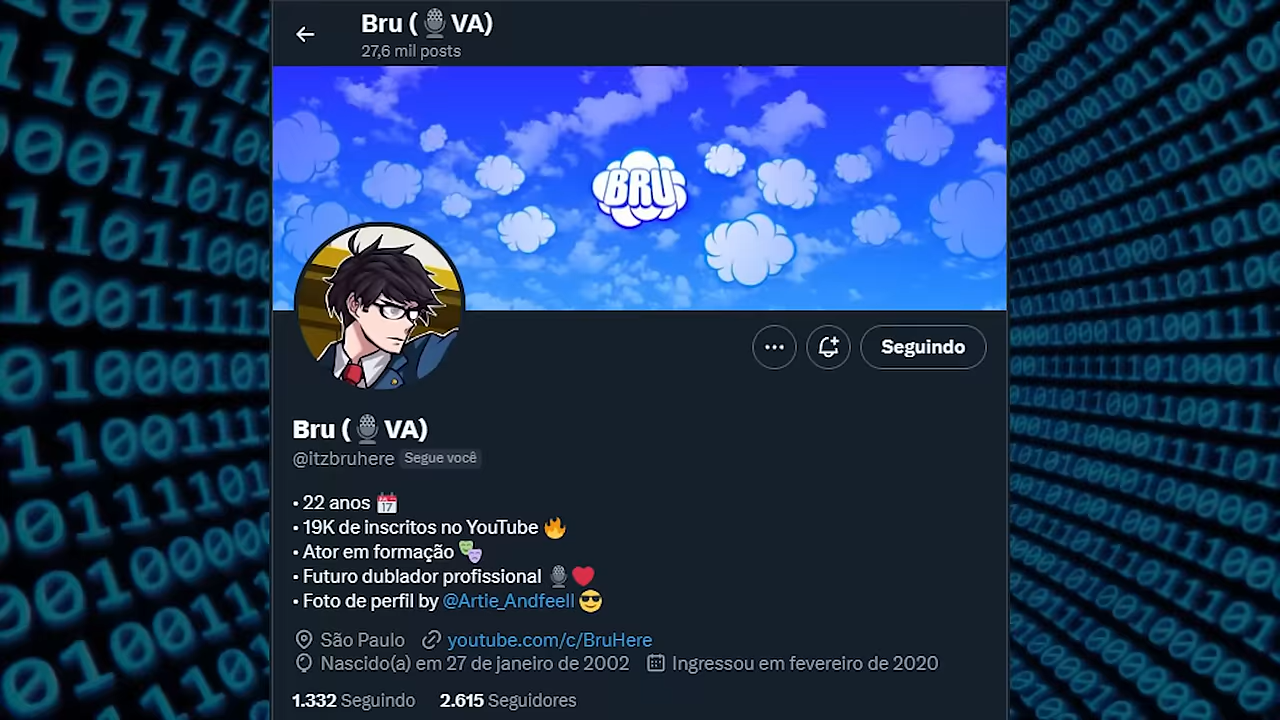 Bru (🎙️VA)
27,6 mil posts
BRU
Seguindo
Bru (🎙️VA)
@itzbruhere Segue você
• 22 anos 📅
• 19K de inscritos no YouTube 🔥
• Ator em formação 🎭
• Futuro dublador profissional 🎙️❤️
• Foto de perfil by @Artie_Andfeell 😎
São Paulo youtube.com/c/BruHere
Nascido(a) em 27 de janeiro de 2002 Ingressou em fevereiro de 2020
1.332 Seguindo 2.615 Seguidores